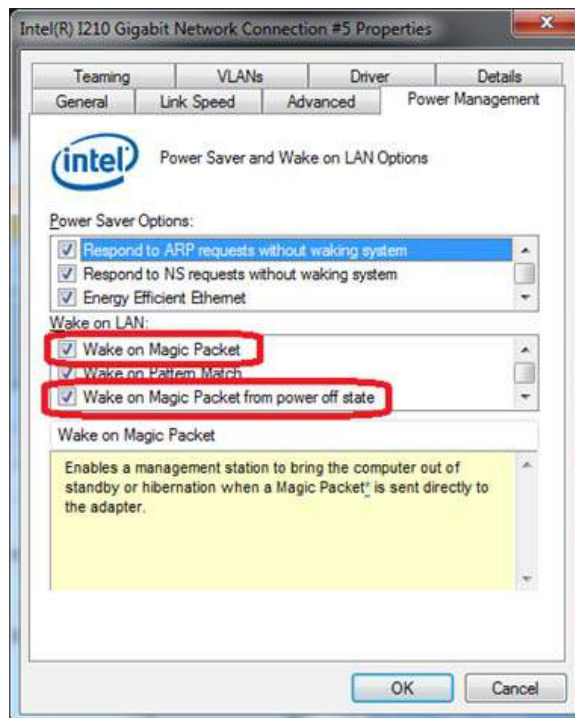 Intel(R) I210 Gigabit Network Connection #5 Properties
Teaming VLANs Driver Details
General Link Speed Advanced Power Management
intel Power Saver and Wake on LAN Options
Power Saver Options:
Respond to ARP requests without waking system
Respond to NS requests without waking system
Energy Efficient Ethernet
Wake on LAN:
Wake on Magic Packet
Wake on Pattern Match
Wake on Magic Packet from power off state
Wake on Magic Packet
Enables a management station to bring the computer out of
standby or hibernation when a Magic Packet* is sent directly to
the adapter.
OK Cancel